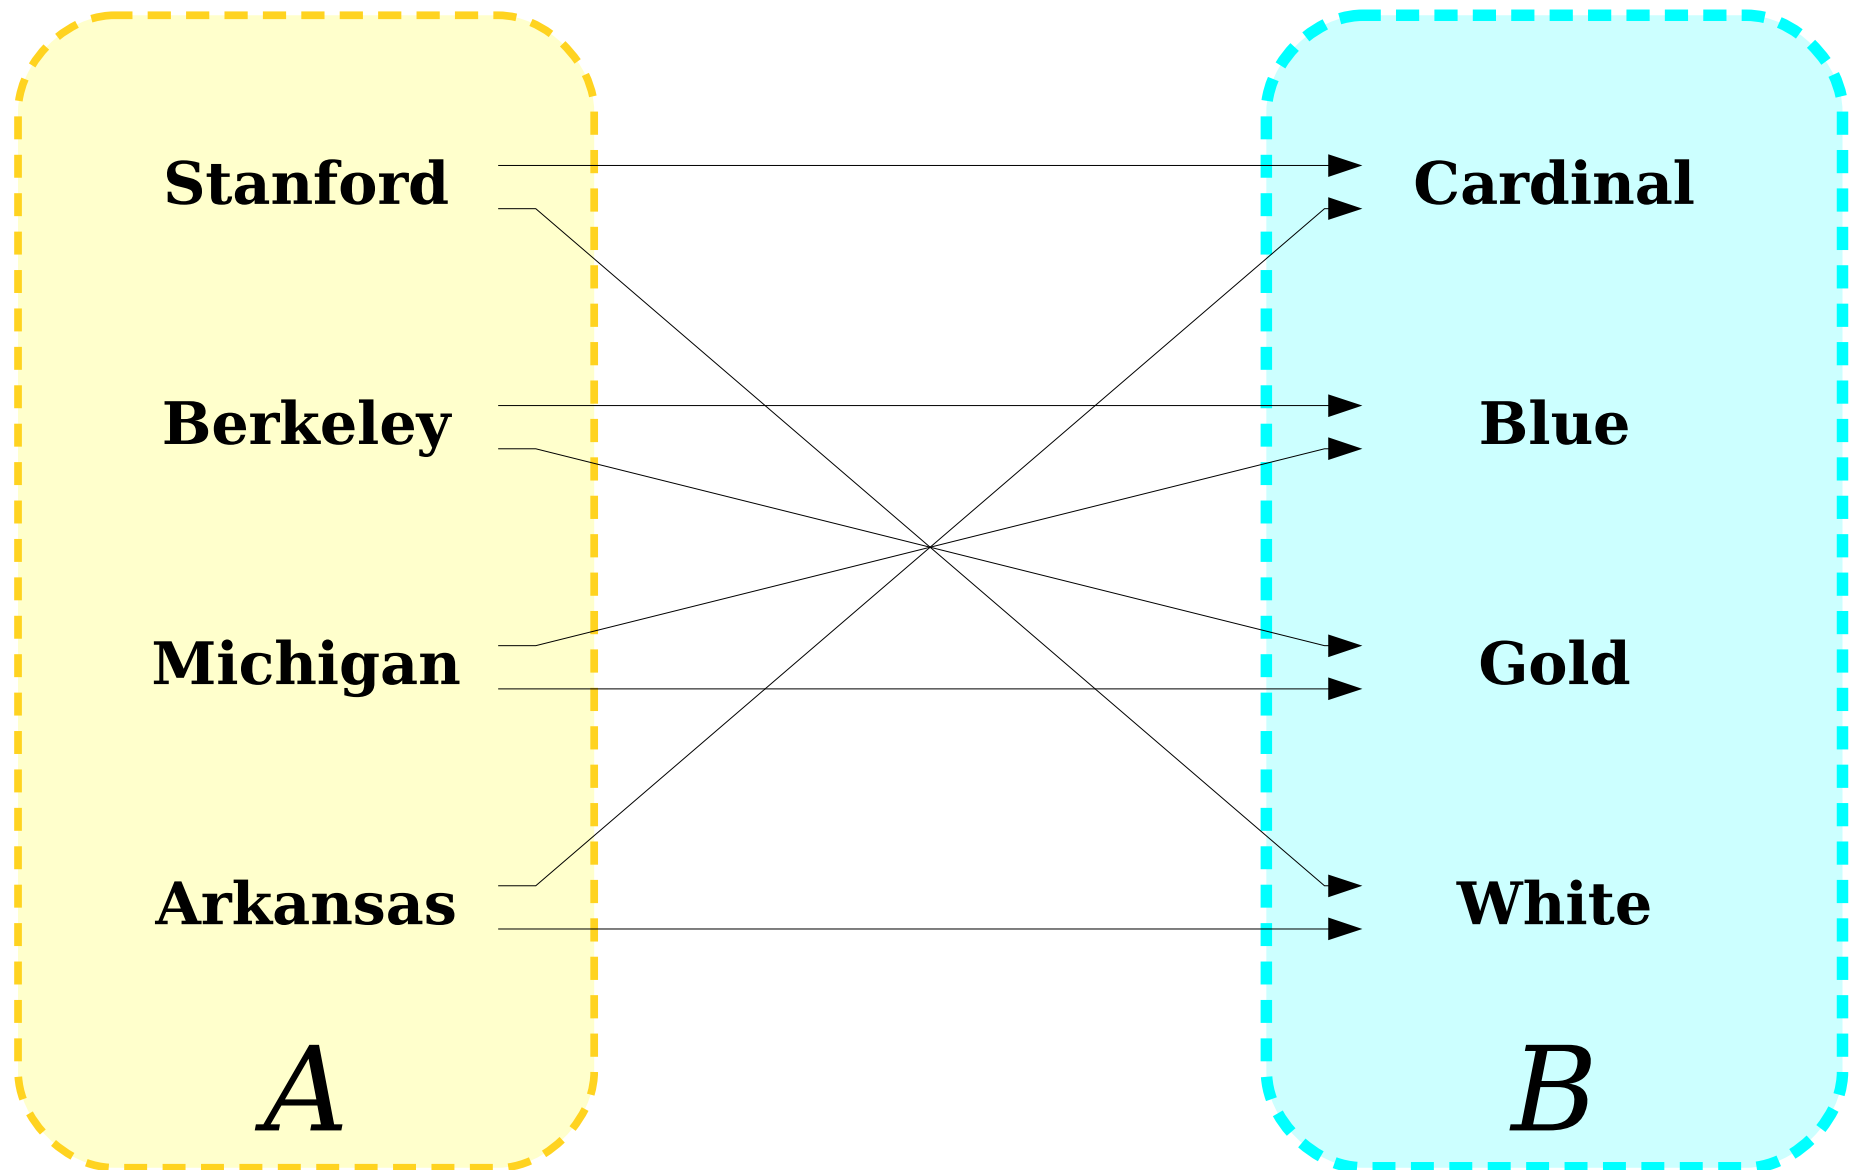 Stanford
Cardinal
Berkeley
Blue
Michigan
Gold
Arkansas
White
A
B